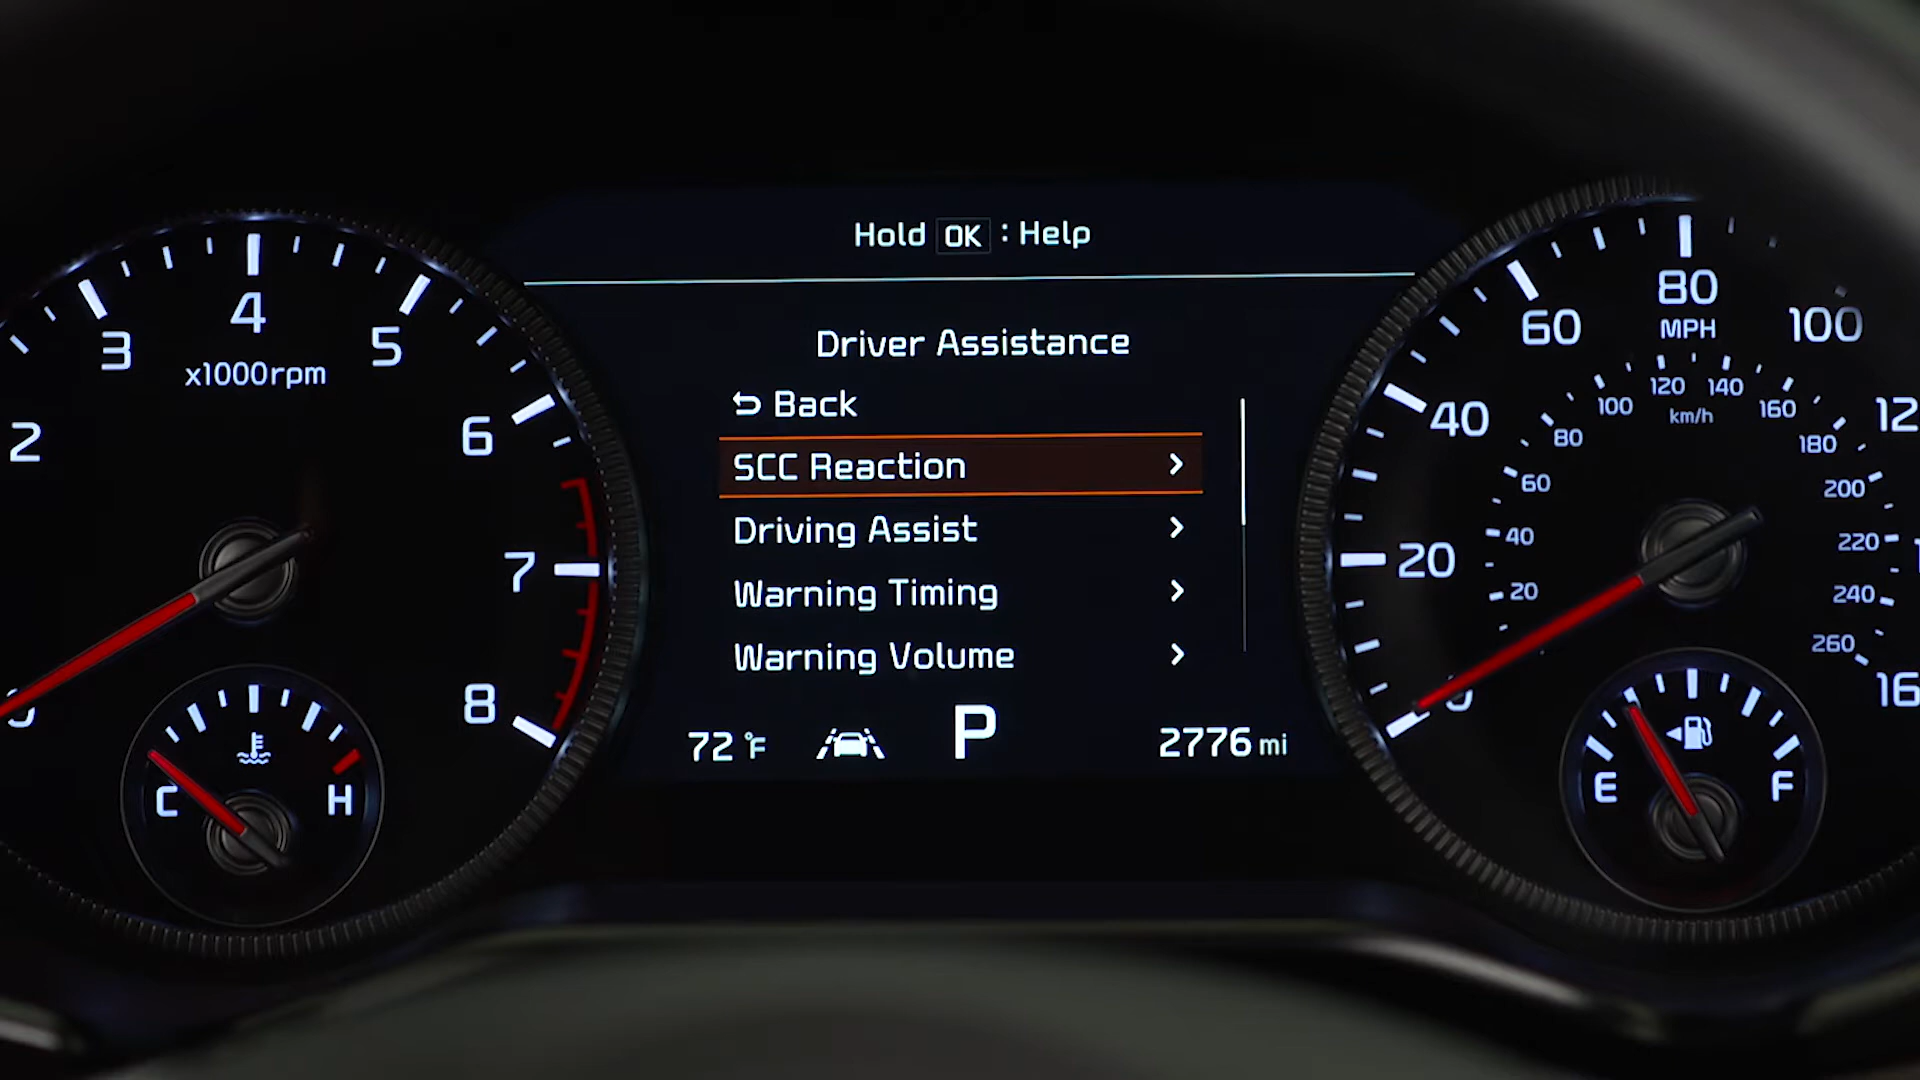 Hold OK : Help
Driver Assistance
Back
SCC Reaction
Driving Assist
Warning Timing
Warning Volume
72 °F
P
2776 mi
2
3
4
5
6
7
8
x1000rpm
C
H
0
20
40
60
80
100
MPH
20
40
60
80
100
120
140
160
180
200
220
240
260
km/h
E
F